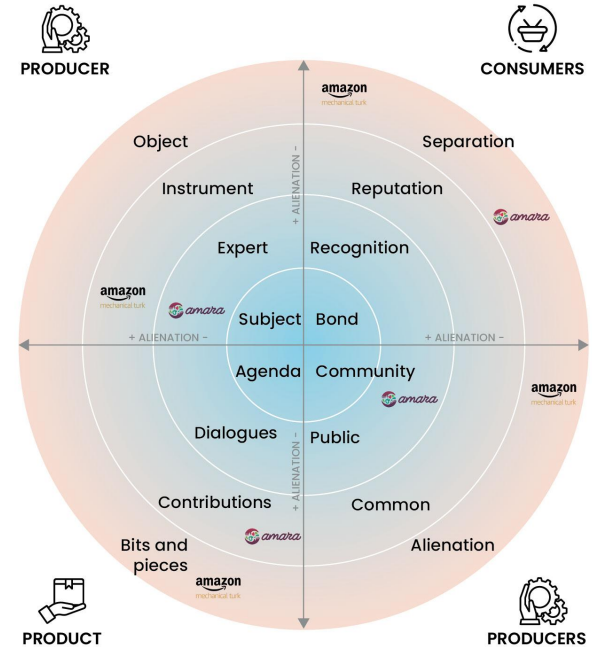 PRODUCER
CONSUMERS
amazon
mechanical turk
Object
Separation
+ ALIENATION -
Instrument
Reputation
amara
Expert
Recognition
amazon
mechanical turk
amara
Subject
Bond
+ ALIENATION -
+ ALIENATION -
Agenda
Community
amazon
mechanical turk
amara
Dialogues
Public
+ ALIENATION -
Contributions
Common
amara
Bits and
pieces
Alienation
amazon
mechanical turk
PRODUCT
PRODUCERS